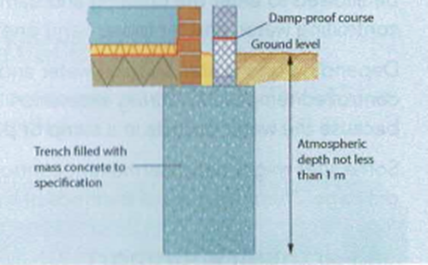 Damp-proof course
Ground level
Trench filled with
mass concrete to
specification
Atmospheric
depth not less
than 1 m